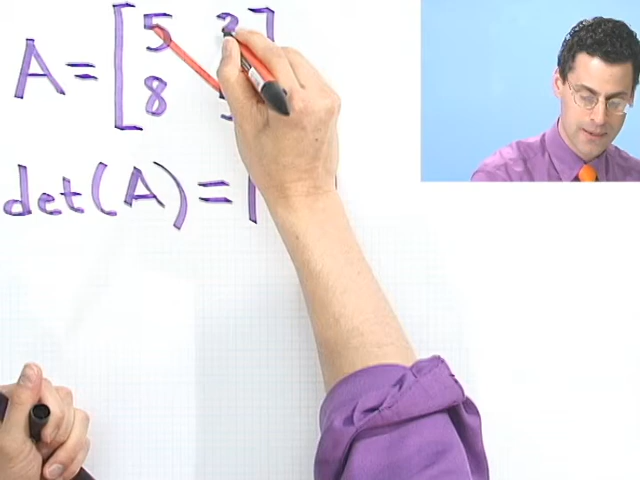 A = [ 5
8
det(A) =